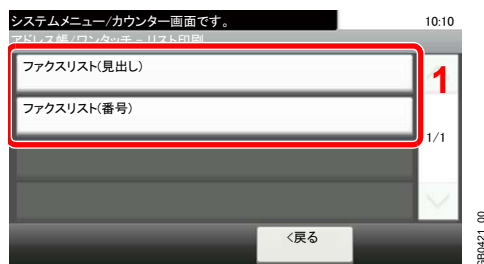 システムメニュー/カウンター画面です。
10:10
アドレス帳/ワンタッチ - リスト印刷
ファクスリスト(見出し)
1
ファクスリスト(番号)
1/1
<戻る
GB0421_00